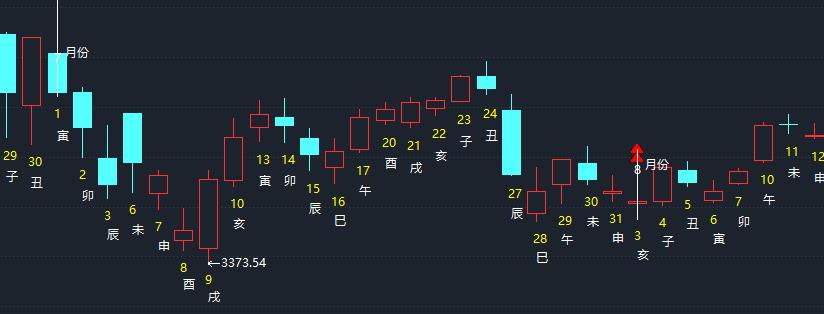 7 月份
29
子
30
丑
1
寅
2
卯
3
辰
6
未
7
申
8
酉
9
戌
←3373.54
10
亥
13
寅
14
卯
15
辰
16
巳
17
午
20
酉
21
戌
22
亥
23
子
24
丑
27
辰
28
巳
29
午
30
未
31
申
8 月份
3
亥
4
子
5
丑
6
寅
7
卯
10
午
11
未
12
申